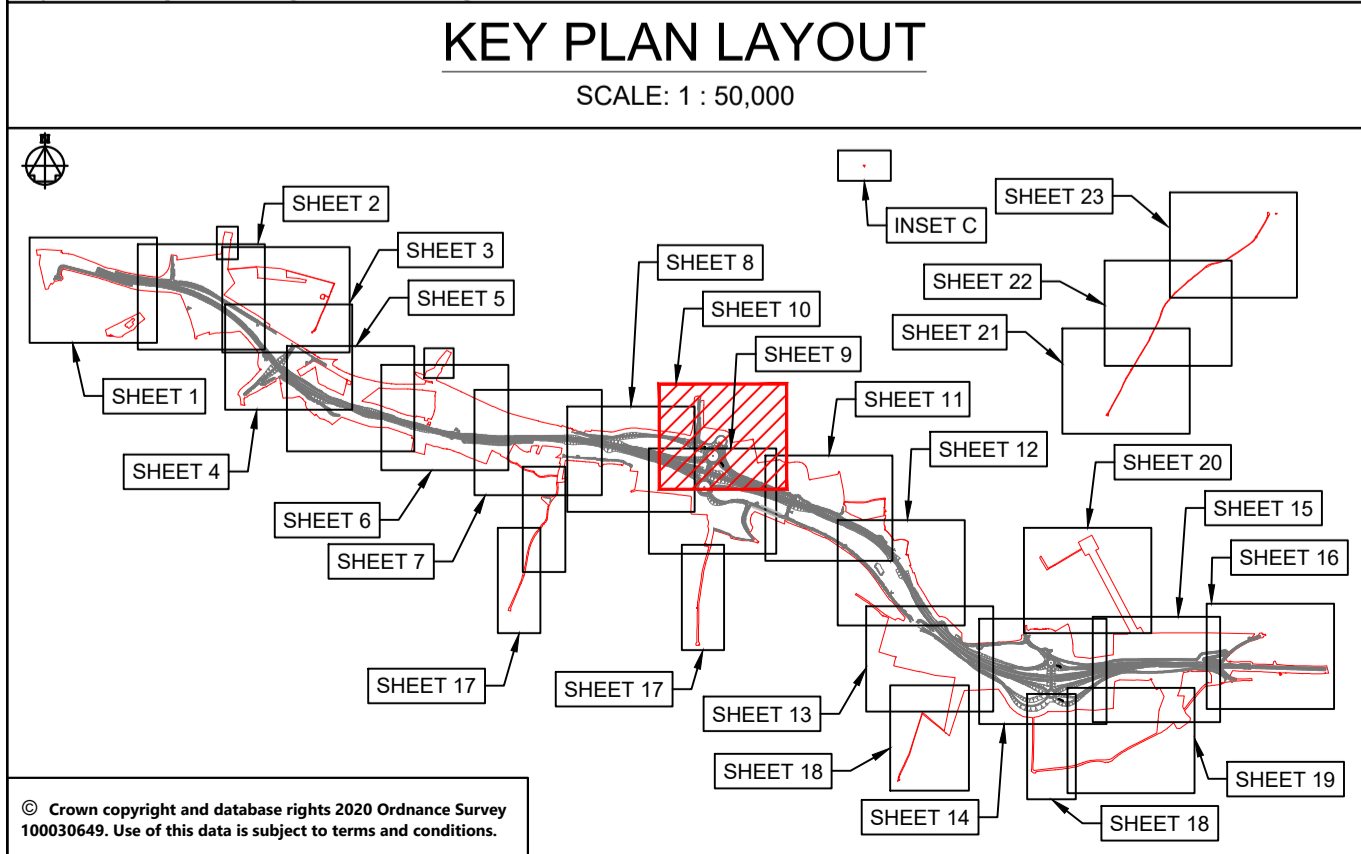 KEY PLAN LAYOUT
SCALE: 1 : 50,000
N
SHEET 2
SHEET 3
SHEET 5
SHEET 1
SHEET 4
SHEET 6
SHEET 7
SHEET 8
SHEET 10
SHEET 9
SHEET 11
SHEET 12
INSET C
SHEET 23
SHEET 22
SHEET 21
SHEET 20
SHEET 15
SHEET 16
SHEET 17
SHEET 17
SHEET 13
SHEET 18
SHEET 14
SHEET 18
SHEET 19
© Crown copyright and database rights 2020 Ordnance Survey
100030649. Use of this data is subject to terms and conditions.